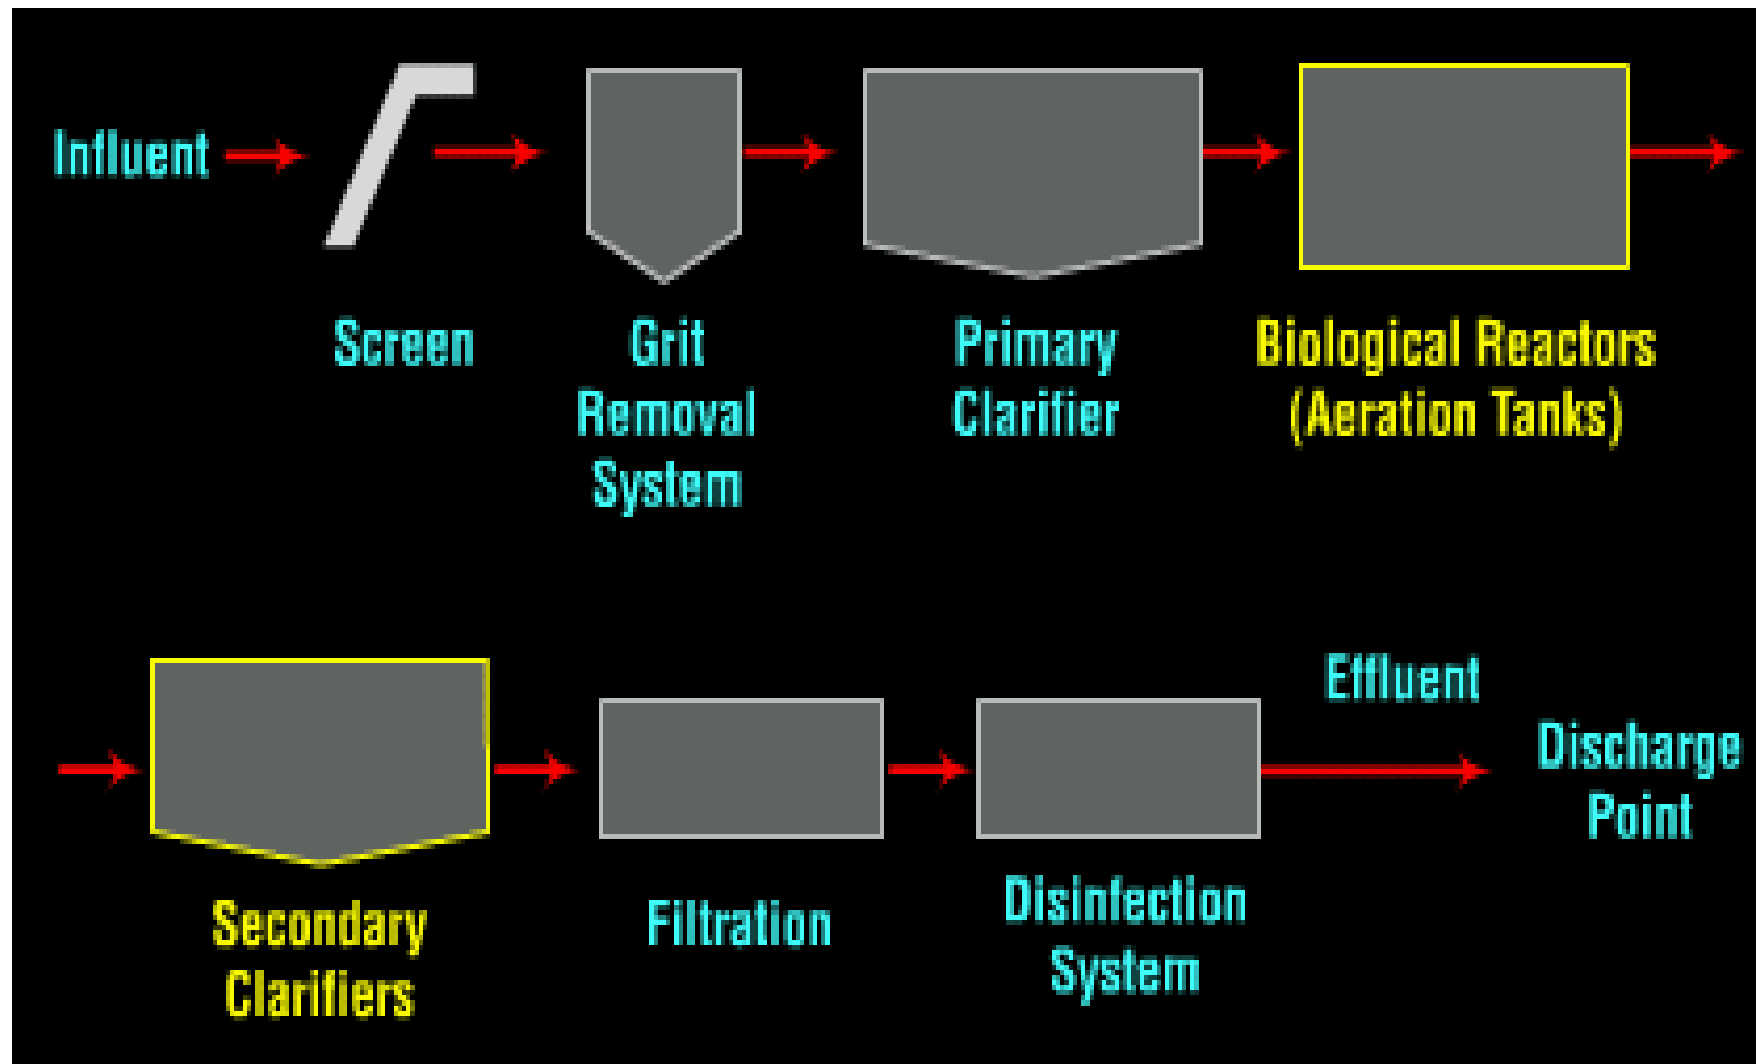 Influent
Screen
Grit
Removal
System
Primary
Clarifier
Biological Reactors
(Aeration Tanks)
Secondary
Clarifiers
Filtration
Disinfection
System
Effluent
Discharge
Point